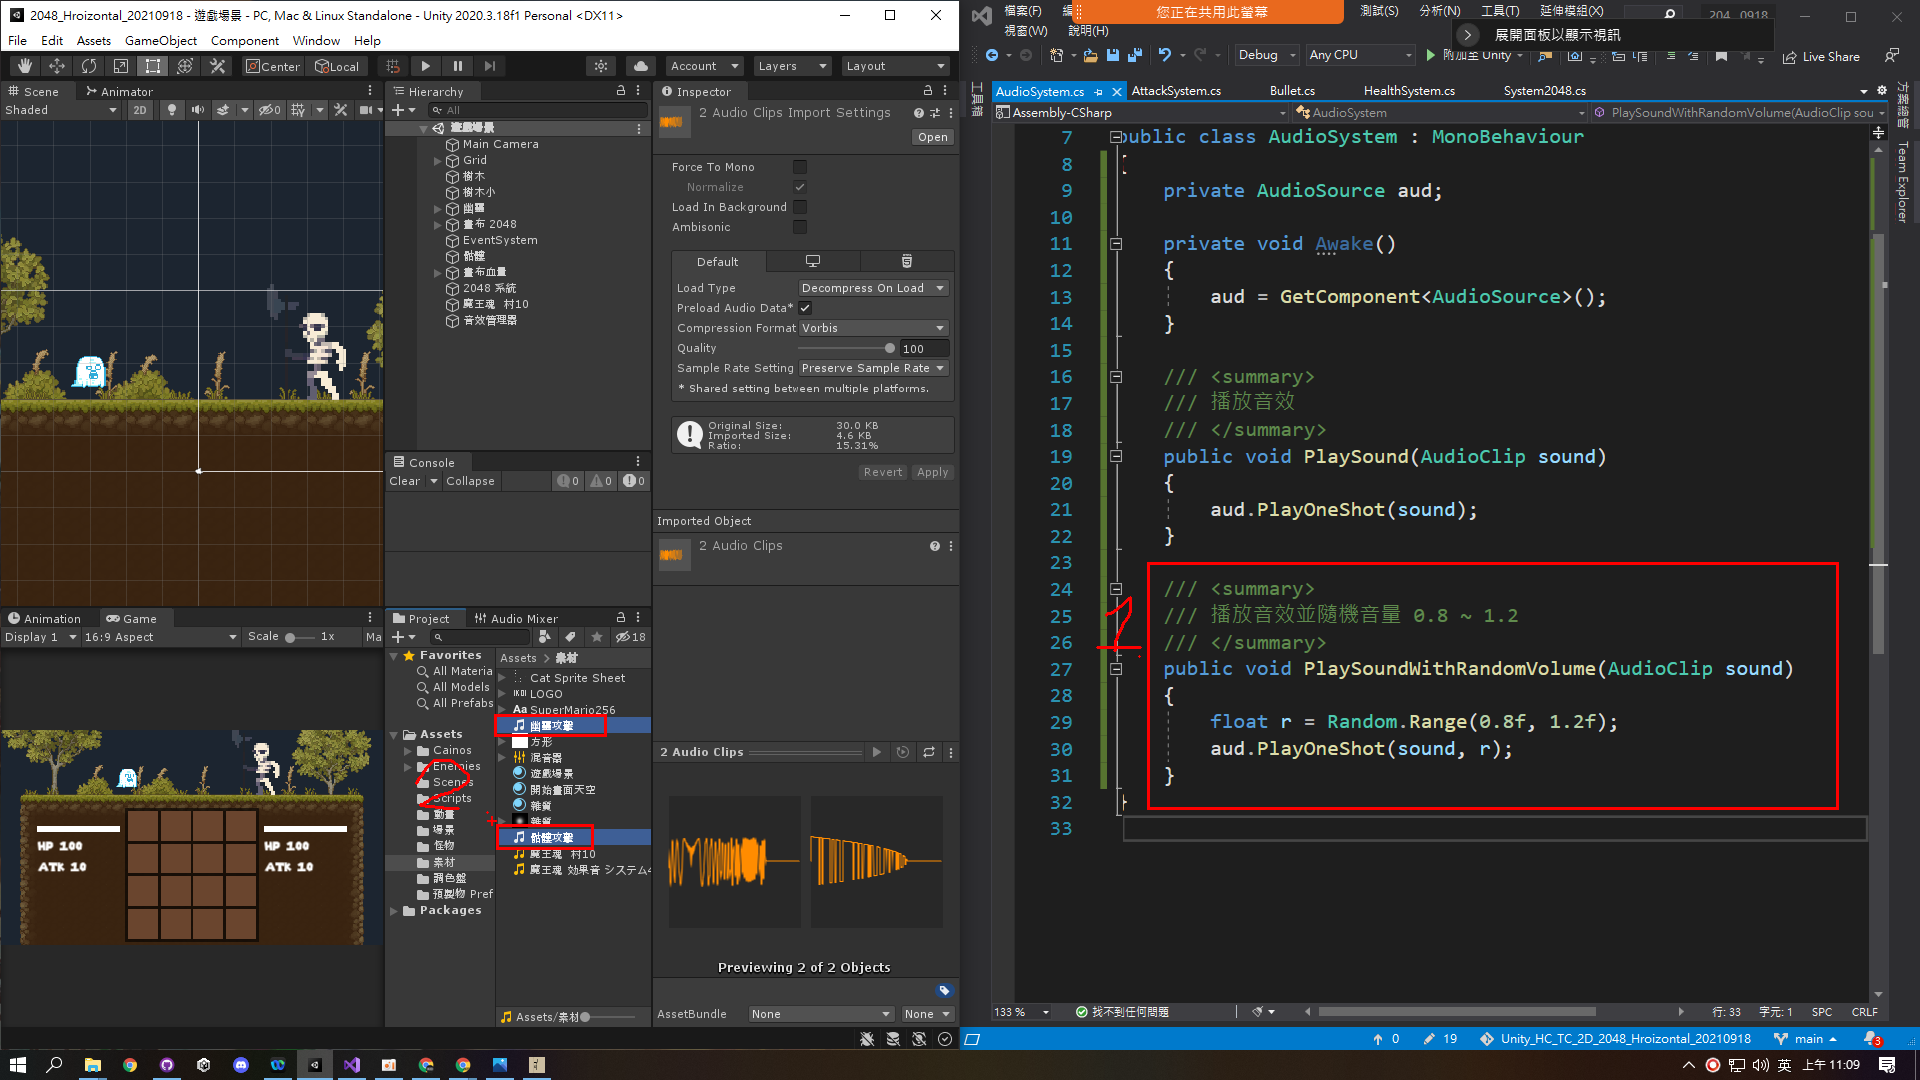 2048_Hroizontal_20210918 - 遊戲場景 - PC, Mac & Linux Standalone - Unity 2020.3.18f1 Personal <DX11>
File Edit Assets GameObject Component Window Help
Center Local
Account Layers Layout
Scene Animator
Shaded 2D 0
Hierarchy
All
遊戲場景
Main Camera
Grid
樹木
樹木小
幽靈
畫布 2048
EventSystem
骷髏
畫布血量
2048 系統
魔王魂 村10
音效管理器
Console
Clear Collapse 0 0 0
Inspector
2 Audio Clips Import Settings
Open
Force To Mono
Normalize
Load In Background
Ambisonic
Default
Load Type Decompress On Load
Preload Audio Data*
Compression Format Vorbis
Quality 100
Sample Rate Setting Preserve Sample Rate
* Shared setting between multiple platforms.
Original Size: 30.0 KB
Imported Size: 4.6 KB
Ratio: 15.31%
Revert Apply
Imported Object
2 Audio Clips
2 Audio Clips
Previewing 2 of 2 Objects
AssetBundle None None
Animation Game
Display 1 16:9 Aspect Scale 1x Ma
HP 100
ATK 10
HP 100
ATK 10
Project Audio Mixer
18
Favorites
All Materia
All Models
All Prefabs
Assets
Cainos
Enemies
Scenes
Scripts
動畫
場景
怪物
素材
調色盤
預製物 Pref
Packages
Assets > 素材
Cat Sprite Sheet
LOGO
SuperMario256
幽靈攻擊
方形
混音器
遊戲場景
開始畫面天空
雜質
雜質
骷髏攻擊
魔王魂 村10
魔王魂 効果音 システム4
Assets/素材
1
2
檔案(F) 測試(S) 分析(N) 工具(T) 延伸模組(X)
視窗(W) 說明(H)
您正在共用此螢幕
展開面板以顯示視訊
Debug Any CPU 附加至 Unity Live Share
AudioSystem.cs AttackSystem.cs Bullet.cs HealthSystem.cs System2048.cs
Assembly-CSharp AudioSystem PlaySoundWithRandomVolume(AudioClip sou
工具箱
方案總管
Team Explorer
7 public class AudioSystem : MonoBehaviour
8 {
9 private AudioSource aud;
10
11 private void Awake()
12 {
13 aud = GetComponent<AudioSource>();
14 }
15
16 /// <summary>
17 /// 播放音效
18 /// </summary>
19 public void PlaySound(AudioClip sound)
20 {
21 aud.PlayOneShot(sound);
22 }
23
24 /// <summary>
25 /// 播放音效並隨機音量 0.8 ~ 1.2
26 /// </summary>
27 public void PlaySoundWithRandomVolume(AudioClip sound)
28 {
29 float r = Random.Range(0.8f, 1.2f);
30 aud.PlayOneShot(sound, r);
31 }
32 }
33
133 % 找不到任何問題 行: 33 字元: 1 SPC CRLF
0 19 Unity_HC_TC_2D_2048_Hroizontal_20210918 main 3
英 上午 11:09